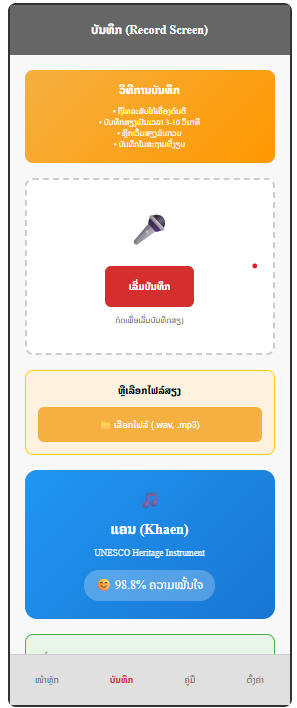 ບັນທຶກ (Record Screen)
ວິທີການບັນທຶກ
• ຖືໂທລະສັບໃກ້ເຄື່ອງດົນຕີ
• ບັນທຶກສຽງເປັນເວລາ 3-10 ວິນາທີ
• ຫຼີກເວັ້ນສຽງລົບກວນ
• ບັນທຶກໃນສະຖານທີ່ງຽບ
ເລີ່ມບັນທຶກ
ກົດເພື່ອເລີ່ມບັນທຶກສຽງ
ຫຼືເລືອກໄຟລ໌ສຽງ
ເລືອກໄຟລ໌ (.wav, .mp3)
ແຄນ (Khaen)
UNESCO Heritage Instrument
98.8% ຄວາມໝັ້ນໃຈ
ໜ້າຫຼັກ ບັນທຶກ ຄູ່ມື ຕັ້ງຄ່າ